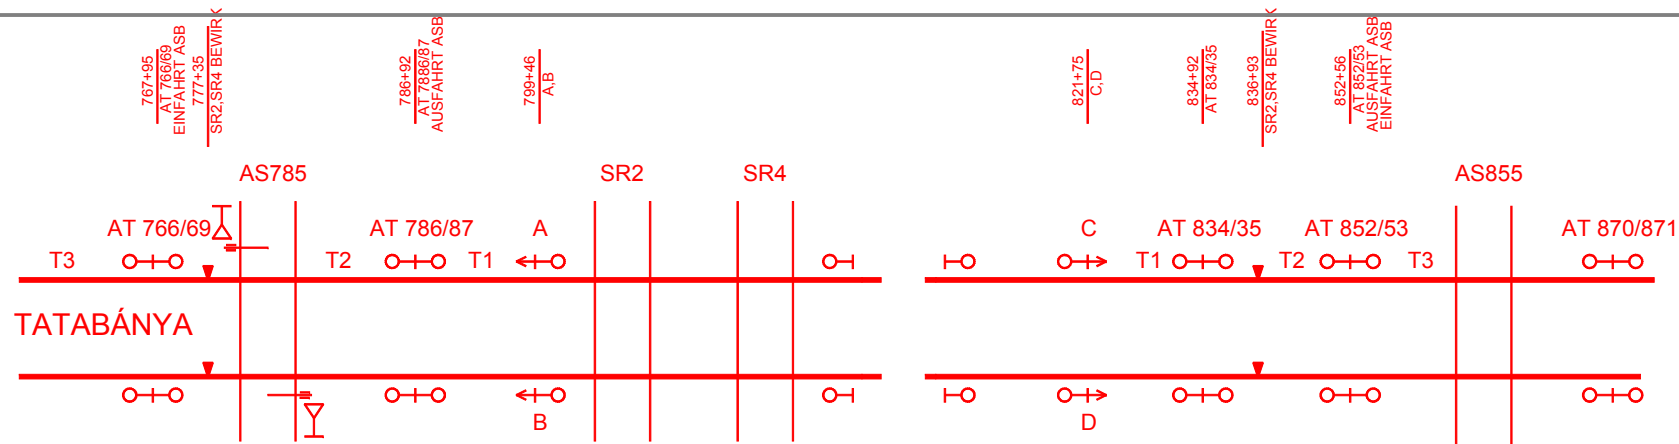 767+95
AT 766/69
EINFAHRT ASB
777+35
SR2,SR4 BEWIRK
786+92
AT 7886/87
AUSFAHRT ASB
799+46
A,B
821+75
C,D
834+92
AT 834/35
836+93
SR2,SR4 BEWIRK
852+56
AT 852/53
AUSFAHRT ASB
EINFAHRT ASB
AS785
SR2
SR4
AS855
AT 766/69
AT 786/87
A
C
AT 834/35
AT 852/53
AT 870/871
T3
T2
T1
T1
T2
T3
TATABÁNYA
B
D